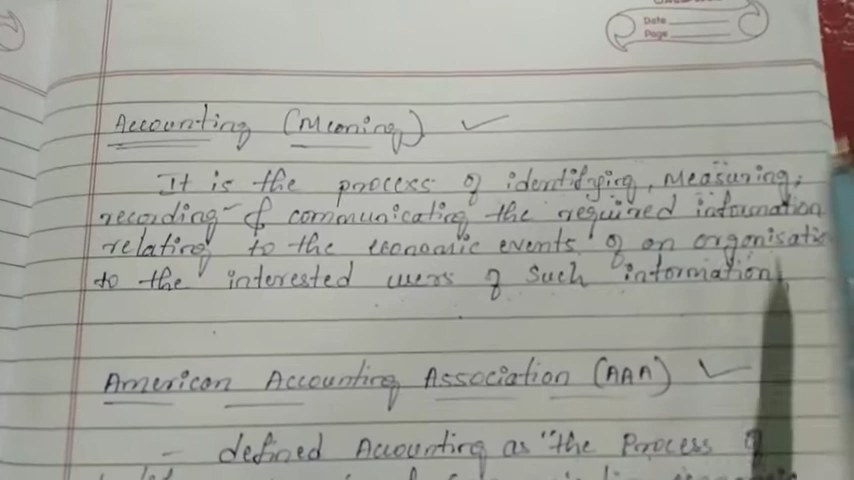 Date
Page
Accounting (Meaning) ✓
It is the process of identifying, Measuring,
recording & communicating the required information
relating to the economic events of an organisatio
to the interested users of such information.
American Accounting Association (AAA) ✓
- defined Accounting as "the Process of